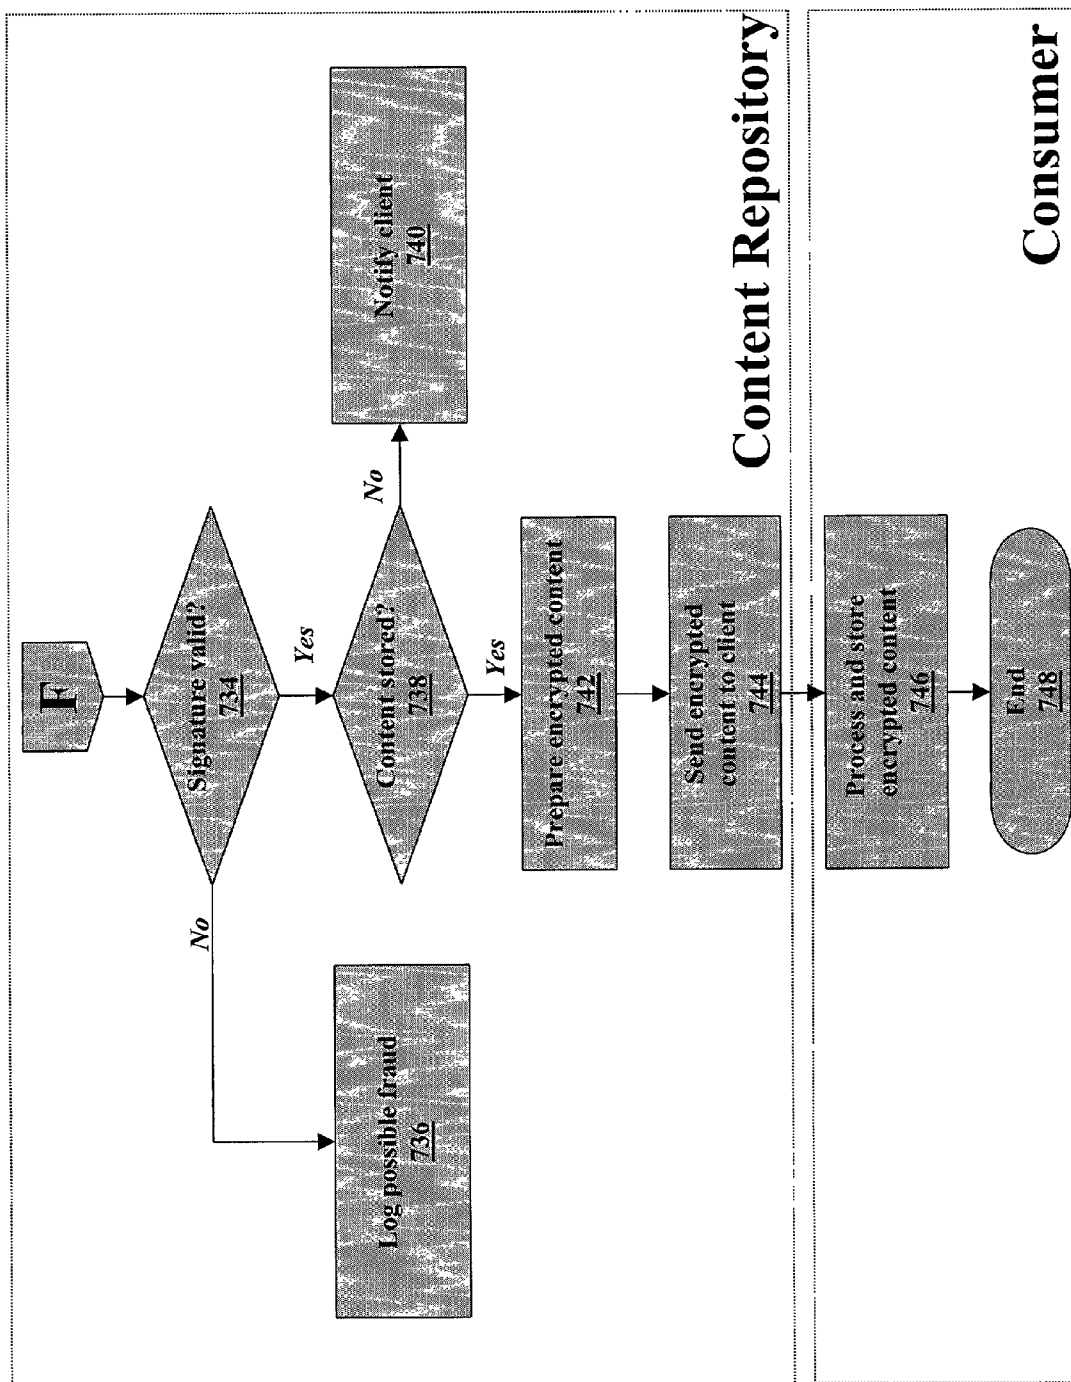 F
Signature valid?
734
No
Yes
Log possible fraud
736
Content stored?
738
No
Notify client
740
Yes
Prepare encrypted content
742
Send encrypted
content to client
744
Content Repository
Process and store
encrypted content
746
End
748
Consumer